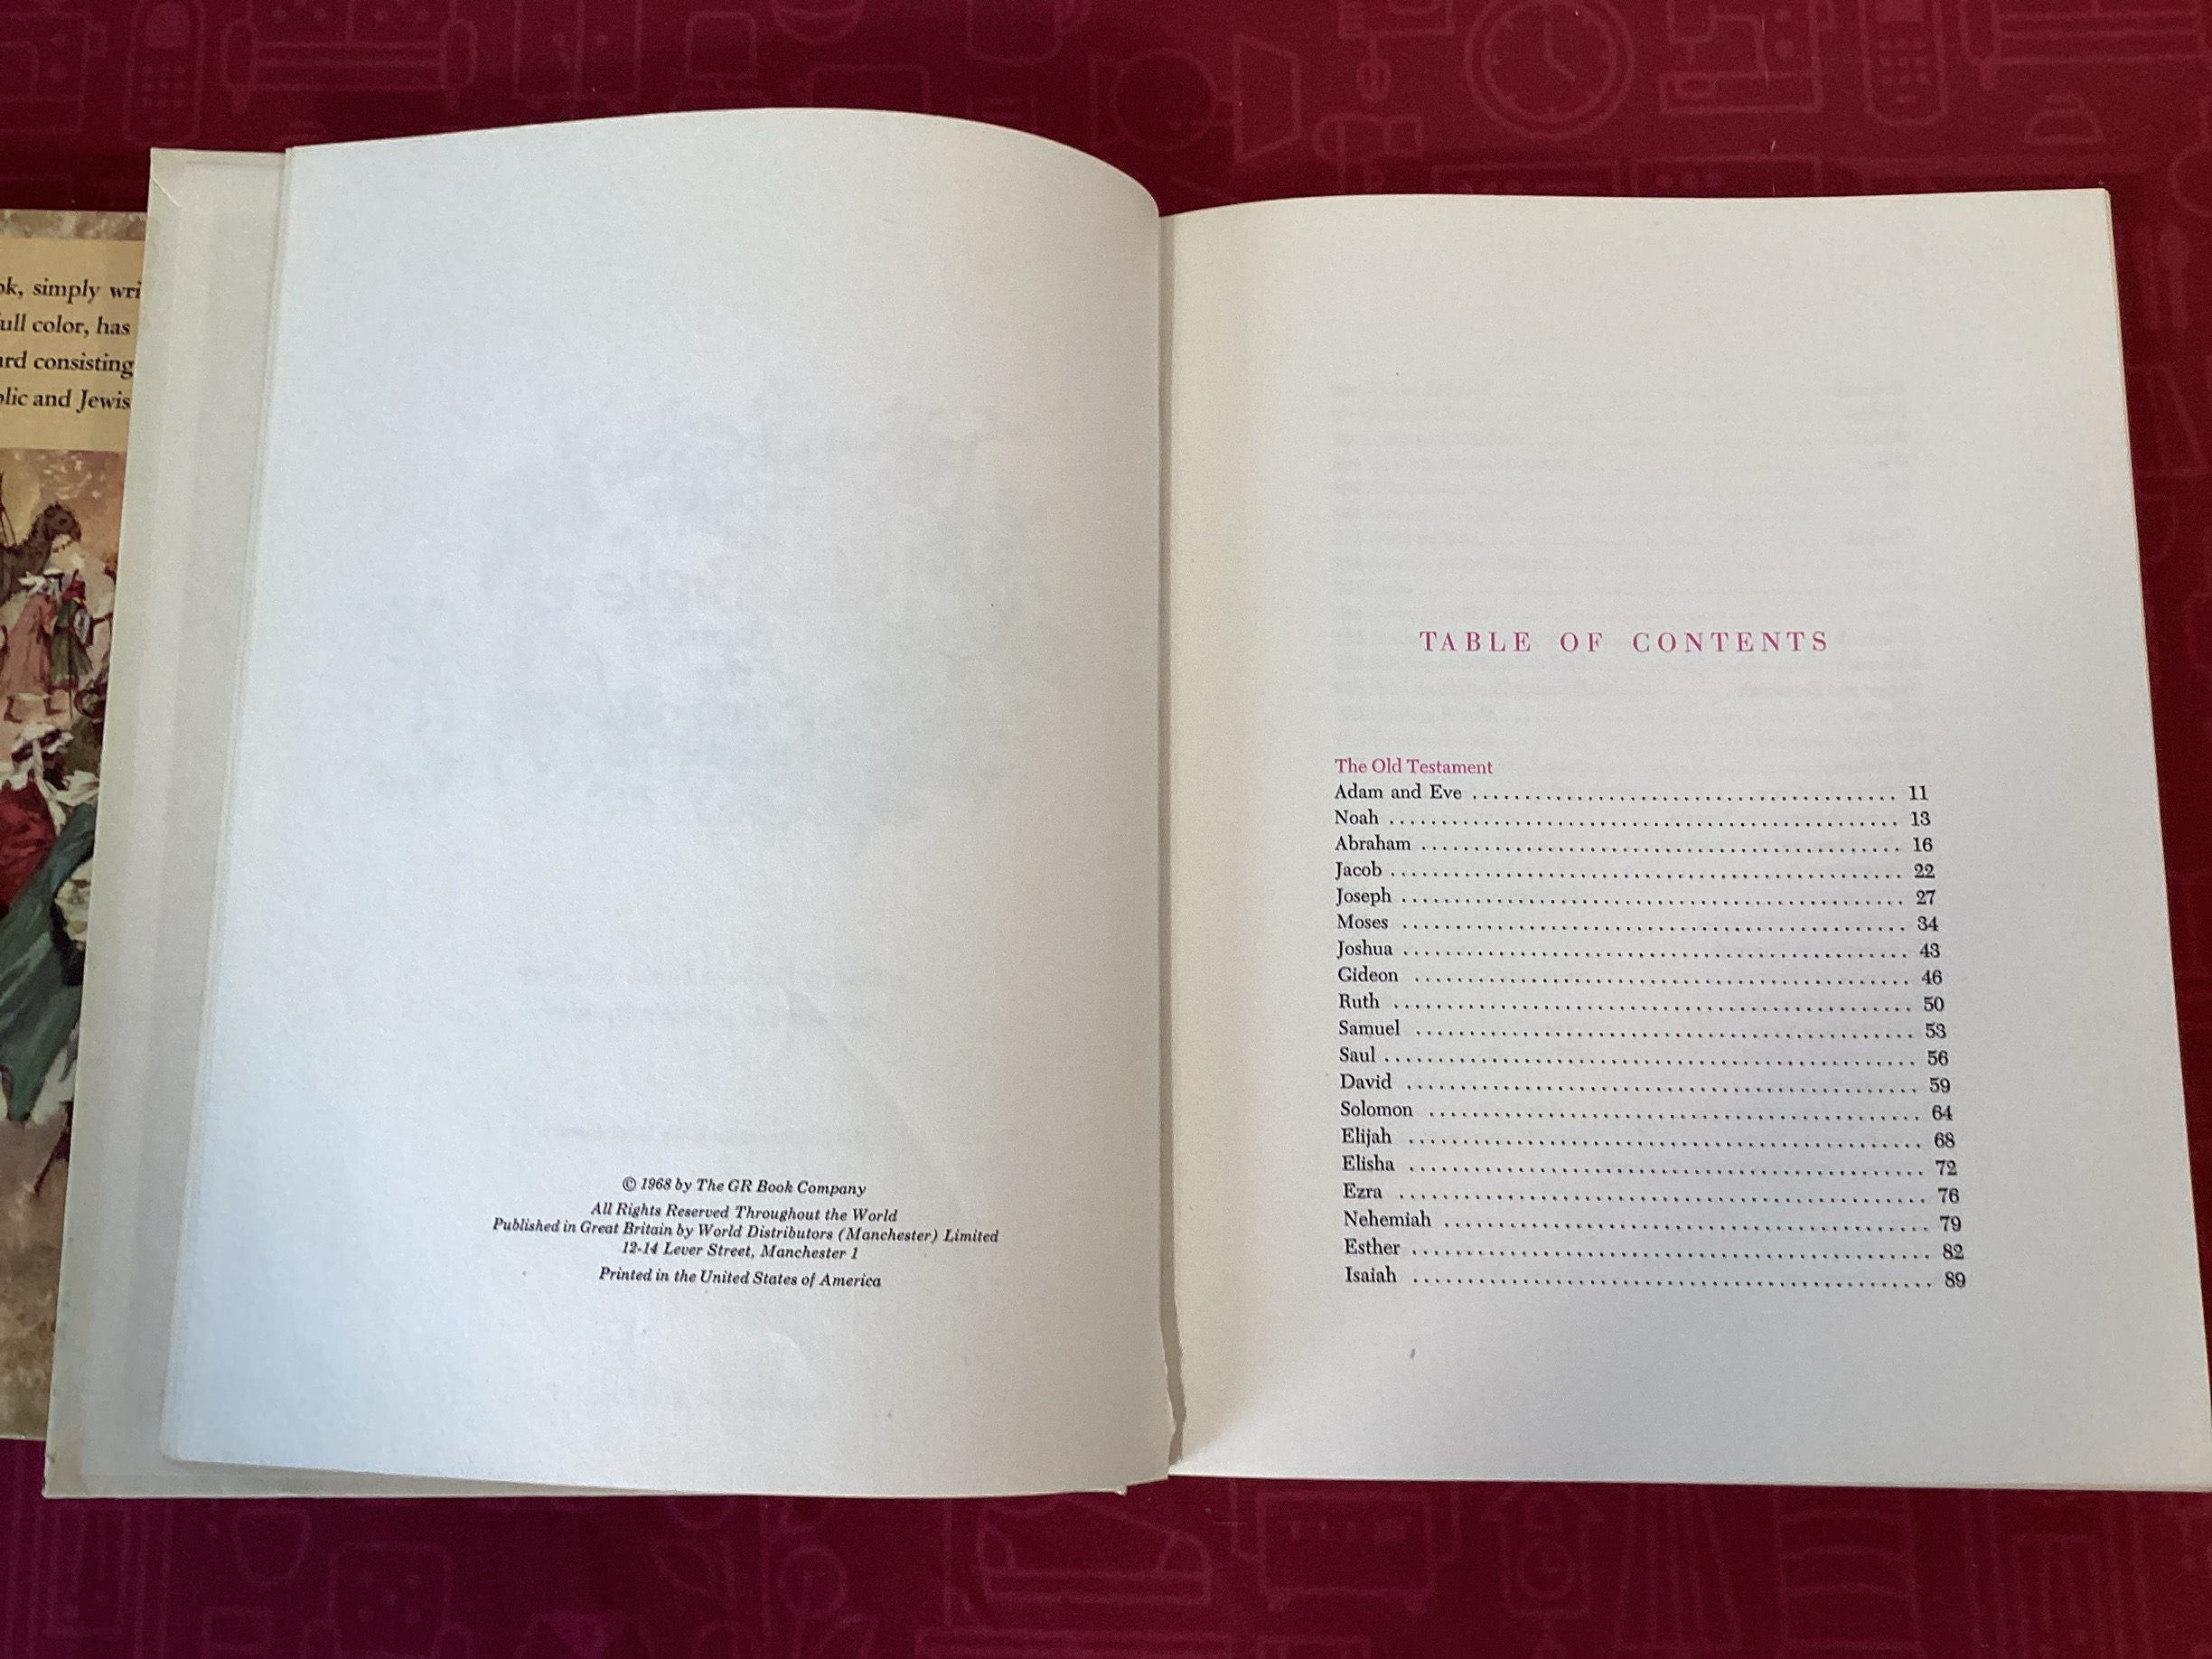 ok, simply wri
full color, has
ard consisting
olic and Jewis
© 1968 by The GR Book Company
All Rights Reserved Throughout the World
Published in Great Britain by World Distributors (Manchester) Limited
12-14 Lever Street, Manchester 1
Printed in the United States of America
TABLE OF CONTENTS
The Old Testament
Adam and Eve ........................................ 11
Noah ........................................ 13
Abraham ........................................ 16
Jacob ........................................ 22
Joseph ........................................ 27
Moses ........................................ 34
Joshua ........................................ 43
Gideon ........................................ 46
Ruth ........................................ 50
Samuel ........................................ 53
Saul ........................................ 56
David ........................................ 59
Solomon ........................................ 64
Elijah ........................................ 68
Elisha ........................................ 72
Ezra ........................................ 76
Nehemiah ........................................ 79
Esther ........................................ 82
Isaiah ........................................ 89